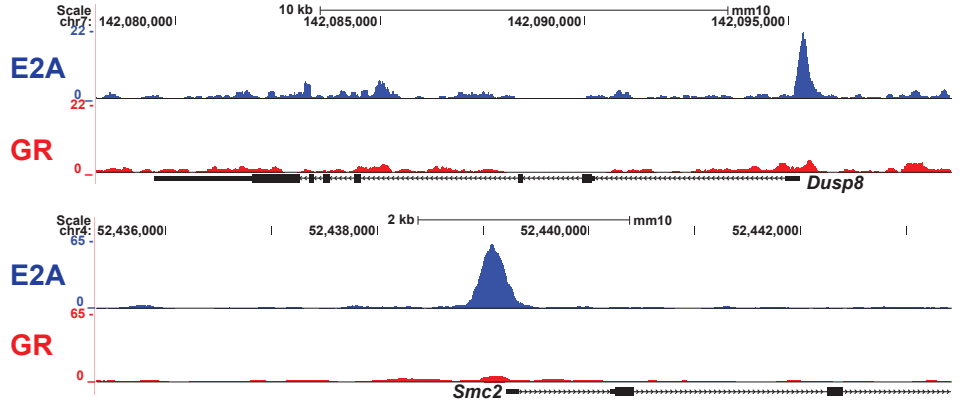 Scale 10 kb mm10
chr7: 142,080,000 142,085,000 142,090,000 142,095,000
22 -
E2A
0 _
22 -
GR
0 _
Dusp8
Scale 2 kb mm10
chr4: 52,436,000 52,438,000 52,440,000 52,442,000
65 -
E2A
0 _
65 -
GR
0 _
Smc2